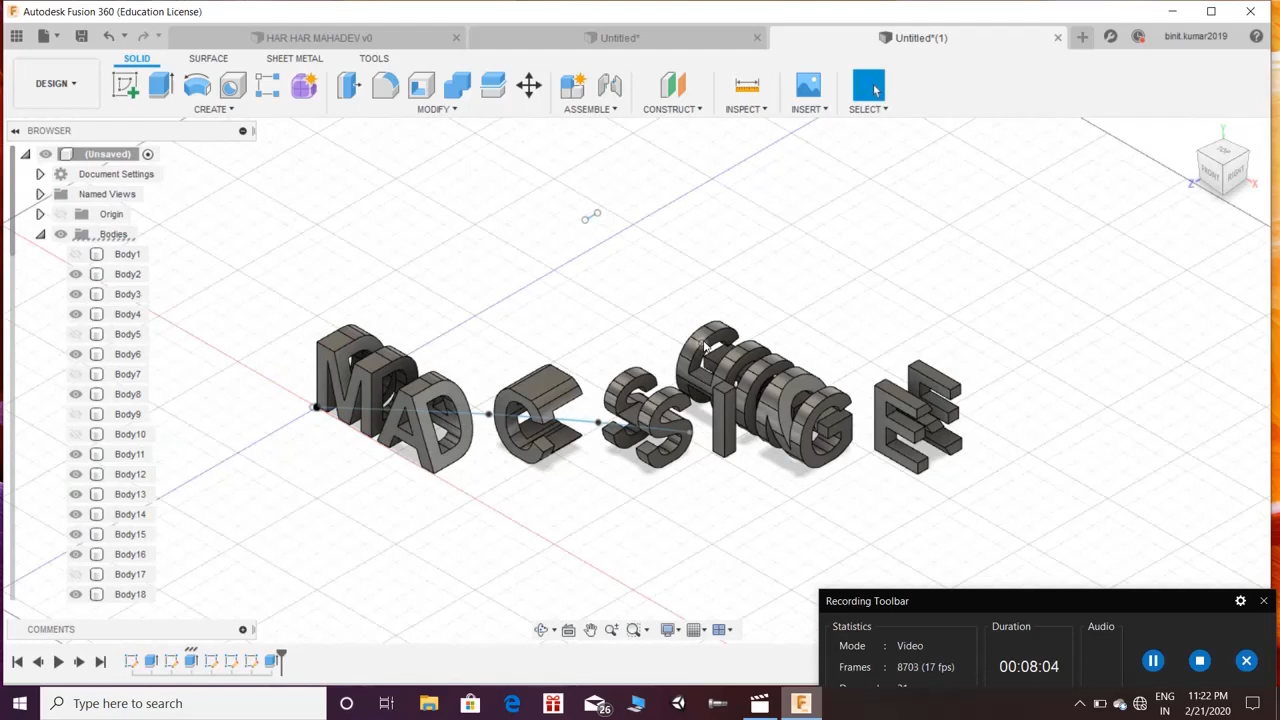 Autodesk Fusion 360 (Education License)
HAR HAR MAHADEV v0
Untitled*
Untitled*(1)
binit.kumar2019
SOLID
SURFACE
SHEET METAL
TOOLS
DESIGN
CREATE
MODIFY
ASSEMBLE
CONSTRUCT
INSPECT
INSERT
SELECT
BROWSER
(Unsaved)
Document Settings
Named Views
Origin
Bodies
Body1
Body2
Body3
Body4
Body5
Body6
Body7
Body8
Body9
Body10
Body11
Body12
Body13
Body14
Body15
Body16
Body17
Body18
Y
TOP
FRONT
RIGHT
Z
X
COMMENTS
Recording Toolbar
Statistics
Duration
Audio
Mode : Video
Frames : 8703 (17 fps)
00:08:04
Type here to search
26
ENG
IN
11:22 PM
2/21/2020